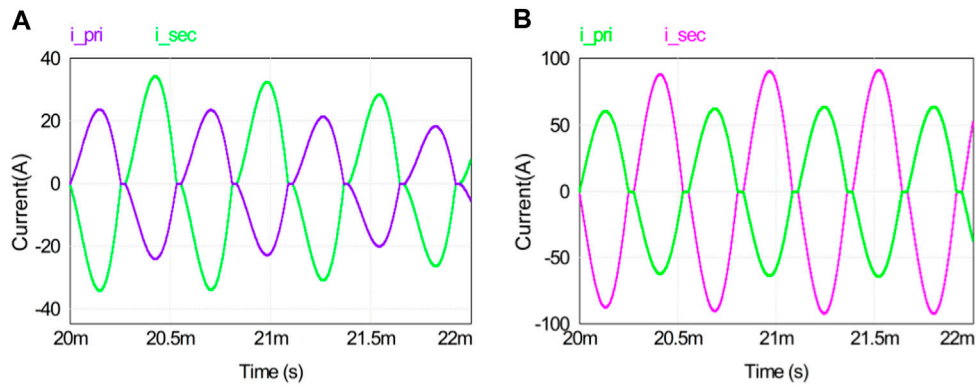 A
i_pri i_sec
40
20
0
-20
-40
Current(A)
20m 20.5m 21m 21.5m 22m
Time (s)
B
i_pri i_sec
100
50
0
-50
-100
Current(A)
20m 20.5m 21m 21.5m 22m
Time (s)